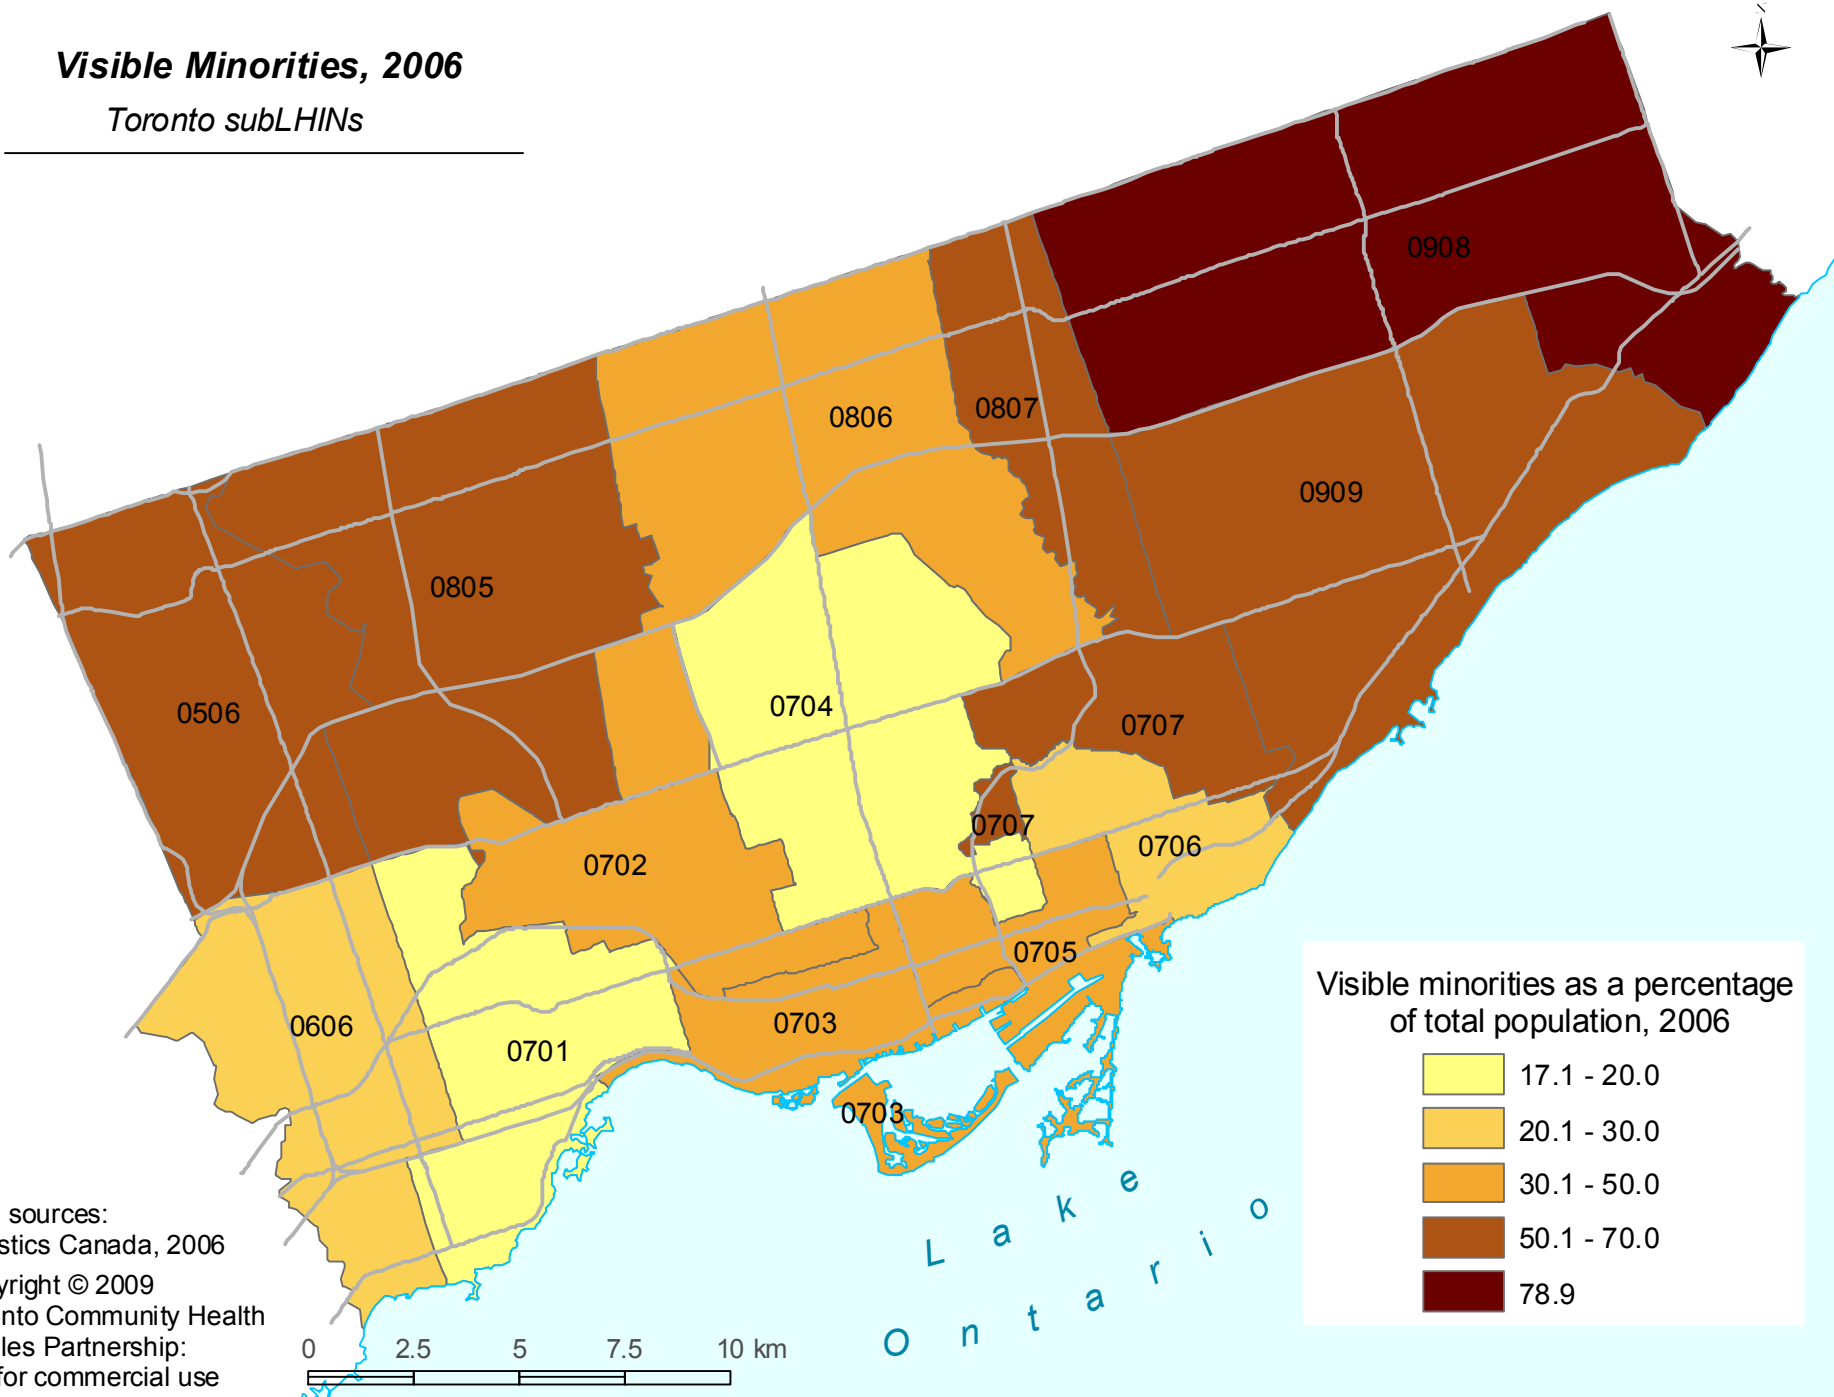 Visible Minorities, 2006
Toronto subLHINs
N
0908
0806
0807
0909
0805
0506
0704
0707
0707
0706
0702
0705
0606
0703
0701
0703
Lake
Ontario
Visible minorities as a percentage
of total population, 2006
17.1 - 20.0
20.1 - 30.0
30.1 - 50.0
50.1 - 70.0
78.9
sources:
stics Canada, 2006
yright © 2009
nto Community Health
les Partnership:
for commercial use
0 2.5 5 7.5 10 km